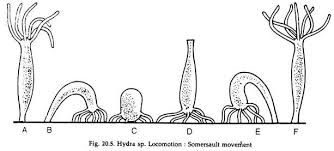 A B C D E F
Fig. 20.5. Hydra sp. Locomotion : Somersault movement